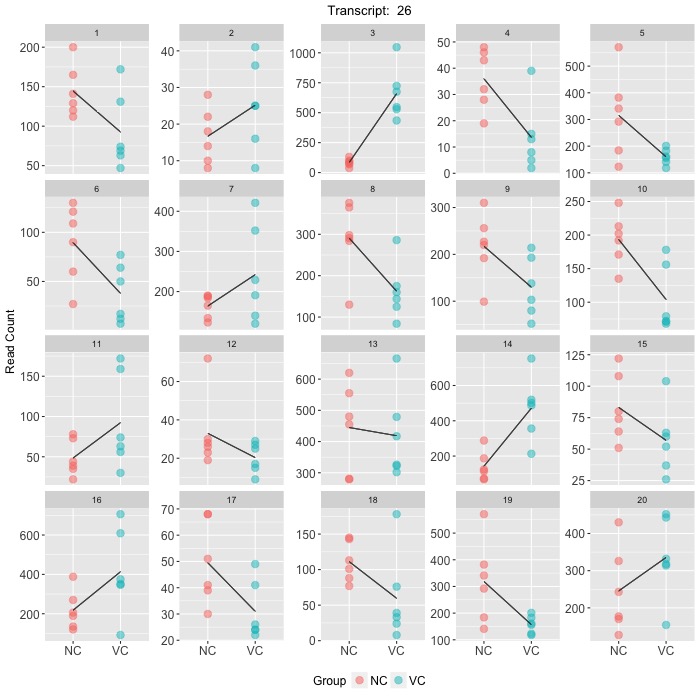 Transcript: 26
1 2 3 4 5
200 40 1000 50 500
150 30 750 40 400
100 20 500 30 300
50 10 250 20 200
0 10 100
0
6 7 8 9 10
100 400 300 300 250
50 300 200 200 200
200 100 100 150
100
11 12 13 14 15
150 60 600 600 125
100 40 500 400 100
50 20 400 200 75
300 50
25
16 17 18 19 20
600 70 150 500 400
400 60 100 400 300
200 50 50 300 200
40 0 200
30 100
20
NC VC NC VC NC VC NC VC NC VC
Read Count
Group NC VC